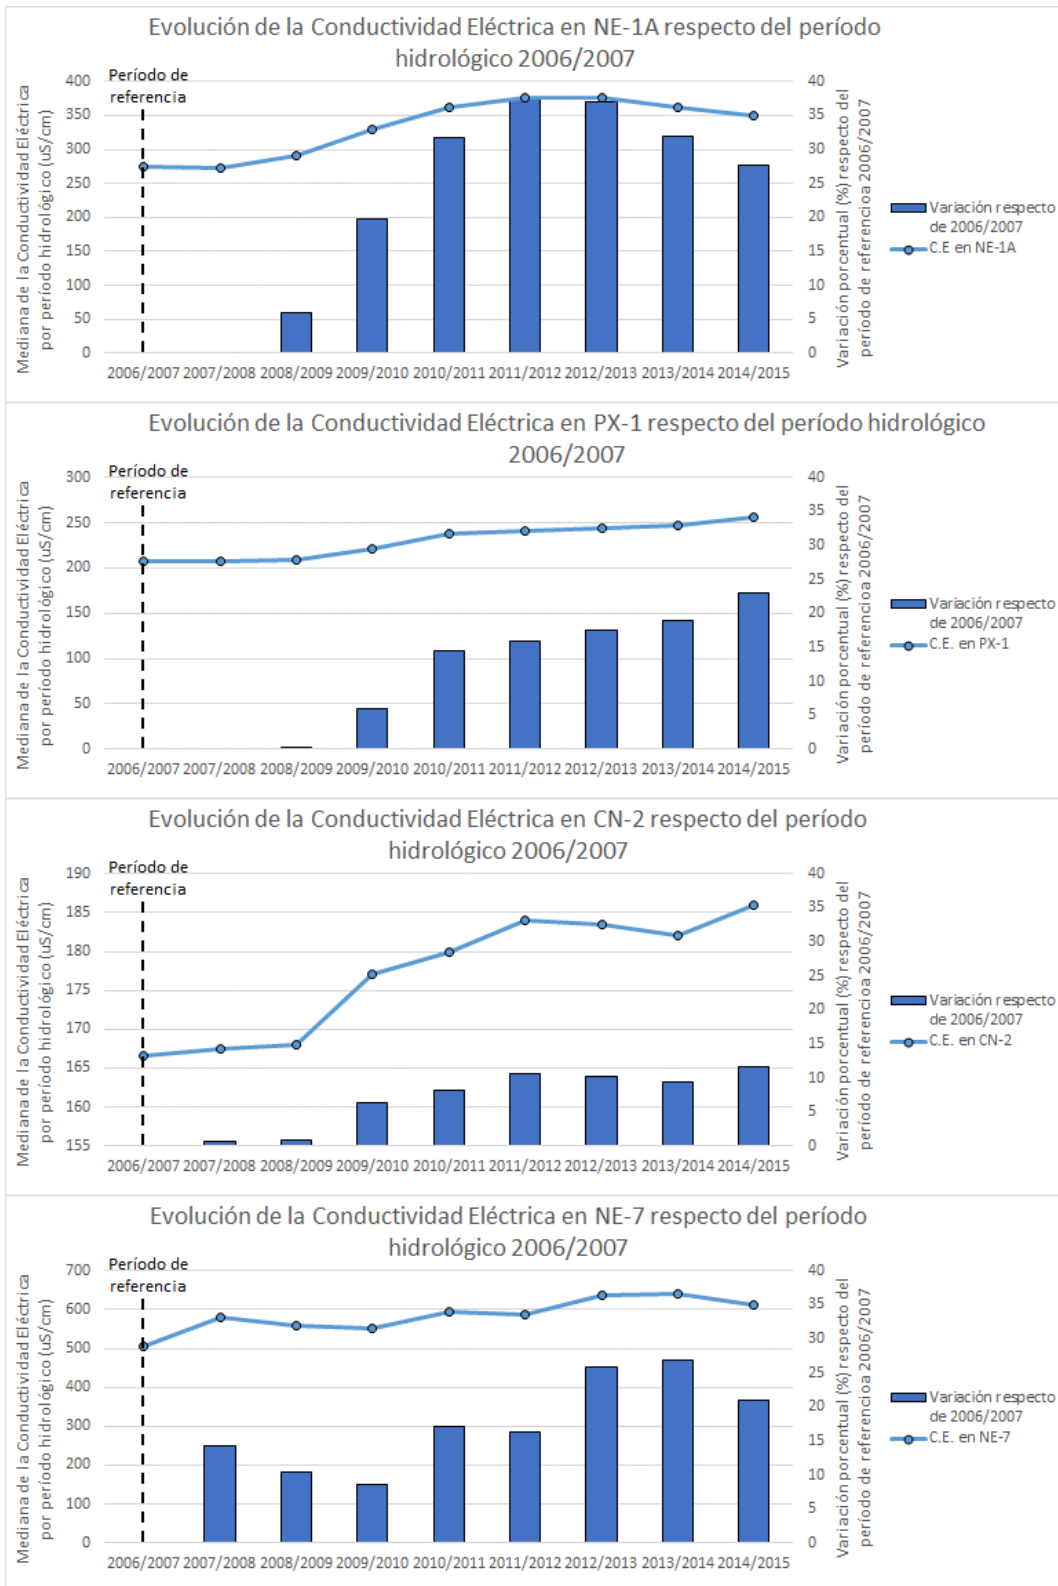 Evolución de la Conductividad Eléctrica en NE-1A respecto del período
hidrológico 2006/2007
Período de
referencia
Mediana de la Conductividad Eléctrica
por período hidrológico (uS/cm)
400
350
300
250
200
150
100
50
0
40
35
30
25
20
15
10
5
0
Variación porcentual (%) respecto del
período de referencioa 2006/2007
Variación respecto
de 2006/2007
C.E en NE-1A
2006/2007 2007/2008 2008/2009 2009/2010 2010/2011 2011/2012 2012/2013 2013/2014 2014/2015
Evolución de la Conductividad Eléctrica en PX-1 respecto del período hidrológico
2006/2007
Período de
referencia
Mediana de la Conductividad Eléctrica
por período hidrológico (uS/cm)
300
250
200
150
100
50
0
40
35
30
25
20
15
10
5
0
Variación porcentual (%) respecto del
período de referencioa 2006/2007
Variación respecto
de 2006/2007
C.E. en PX-1
2006/2007 2007/2008 2008/2009 2009/2010 2010/2011 2011/2012 2012/2013 2013/2014 2014/2015
Evolución de la Conductividad Eléctrica en CN-2 respecto del período
hidrológico 2006/2007
Período de
referencia
Mediana de la Conductividad Eléctrica
por período hidrológico (uS/cm)
190
185
180
175
170
165
160
155
40
35
30
25
20
15
10
5
0
Variación porcentual (%) respecto del
período de referencioa 2006/2007
Variación respecto
de 2006/2007
C.E. en CN-2
2006/2007 2007/2008 2008/2009 2009/2010 2010/2011 2011/2012 2012/2013 2013/2014 2014/2015
Evolución de la Conductividad Eléctrica en NE-7 respecto del período
hidrológico 2006/2007
Período de
referencia
Mediana de la Conductividad Eléctrica
por período hidrológico (uS/cm)
700
600
500
400
300
200
100
0
40
35
30
25
20
15
10
5
0
Variación porcentual (%) respecto del
período de referencioa 2006/2007
Variación respecto
de 2006/2007
C.E. en NE-7
2006/2007 2007/2008 2008/2009 2009/2010 2010/2011 2011/2012 2012/2013 2013/2014 2014/2015